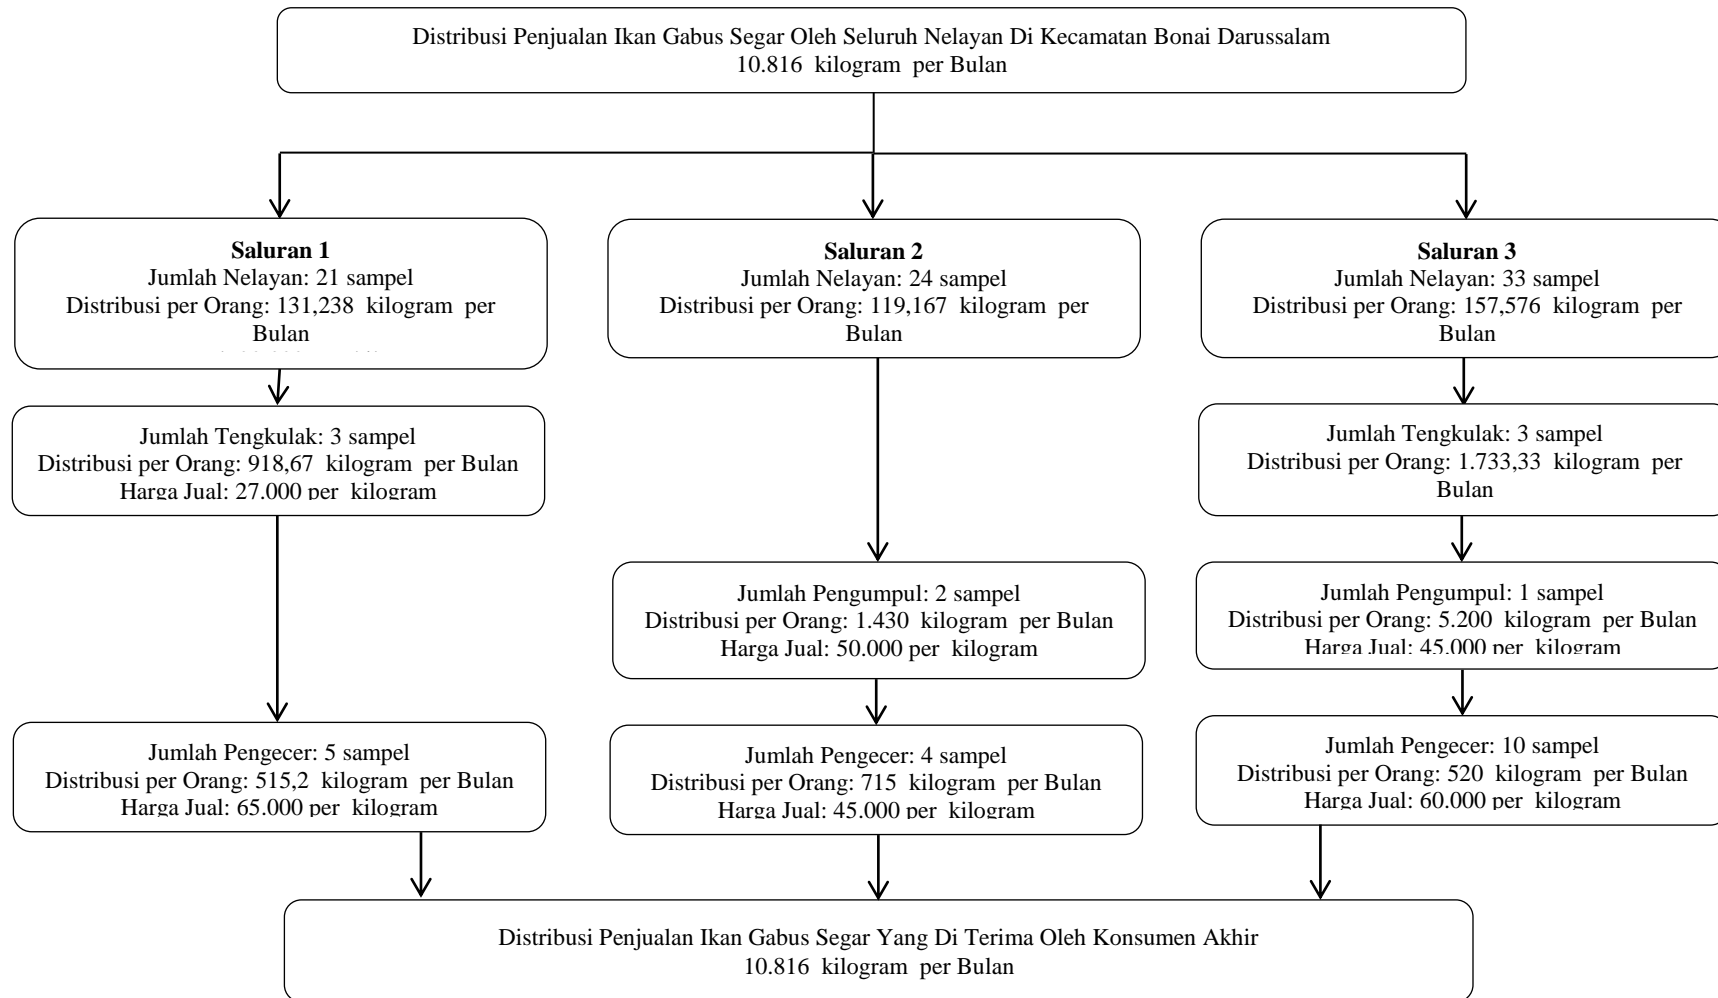 Distribusi Penjualan Ikan Gabus Segar Oleh Seluruh Nelayan Di Kecamatan Bonai Darussalam
10.816 kilogram per Bulan
Saluran 1
Jumlah Nelayan: 21 sampel
Distribusi per Orang: 131,238 kilogram per
Bulan
Saluran 2
Jumlah Nelayan: 24 sampel
Distribusi per Orang: 119,167 kilogram per
Bulan
Saluran 3
Jumlah Nelayan: 33 sampel
Distribusi per Orang: 157,576 kilogram per
Bulan
Jumlah Tengkulak: 3 sampel
Distribusi per Orang: 918,67 kilogram per Bulan
Harga Jual: 27.000 per kilogram
Jumlah Tengkulak: 3 sampel
Distribusi per Orang: 1.733,33 kilogram per
Bulan
Jumlah Pengumpul: 2 sampel
Distribusi per Orang: 1.430 kilogram per Bulan
Harga Jual: 50.000 per kilogram
Jumlah Pengumpul: 1 sampel
Distribusi per Orang: 5.200 kilogram per Bulan
Harga Jual: 45.000 per kilogram
Jumlah Pengecer: 5 sampel
Distribusi per Orang: 515,2 kilogram per Bulan
Harga Jual: 65.000 per kilogram
Jumlah Pengecer: 4 sampel
Distribusi per Orang: 715 kilogram per Bulan
Harga Jual: 45.000 per kilogram
Jumlah Pengecer: 10 sampel
Distribusi per Orang: 520 kilogram per Bulan
Harga Jual: 60.000 per kilogram
Distribusi Penjualan Ikan Gabus Segar Yang Di Terima Oleh Konsumen Akhir
10.816 kilogram per Bulan